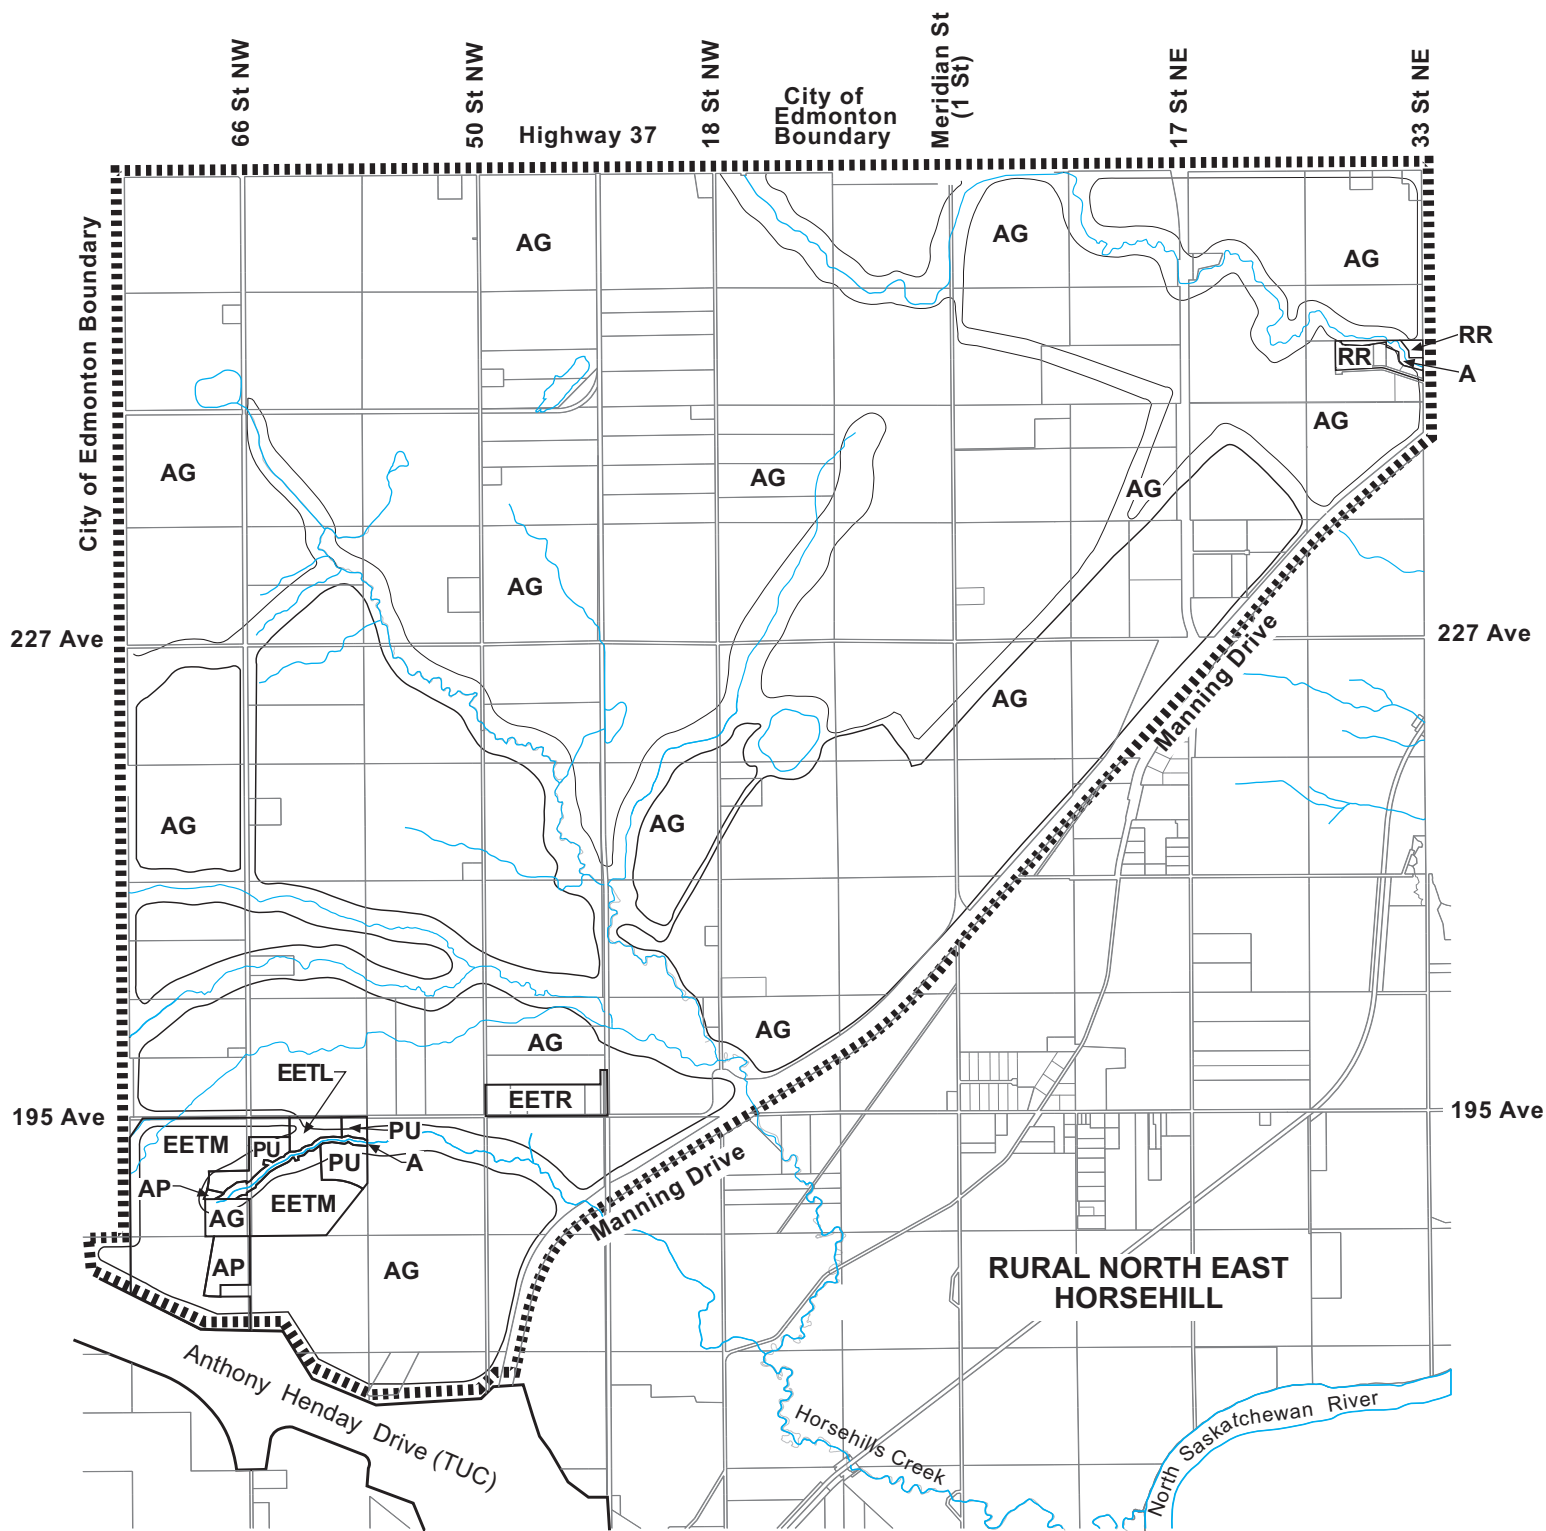 66 St NW
50 St NW
Highway 37
18 St NW
City of
Edmonton
Boundary
Meridian St
(1 St)
17 St NE
33 St NE
City of Edmonton Boundary
AG
AG
AG
RR
RR
A
AG
AG
AG
AG
AG
227 Ave
227 Ave
Manning Drive
AG
AG
AG
AG
AG
EETL
EETR
195 Ave
195 Ave
EETM
PU
PU
PU
A
AP
EETM
AG
AP
AG
Manning Drive
RURAL NORTH EAST
HORSEHILL
Anthony Henday Drive (TUC)
Horsehills Creek
North Saskatchewan River